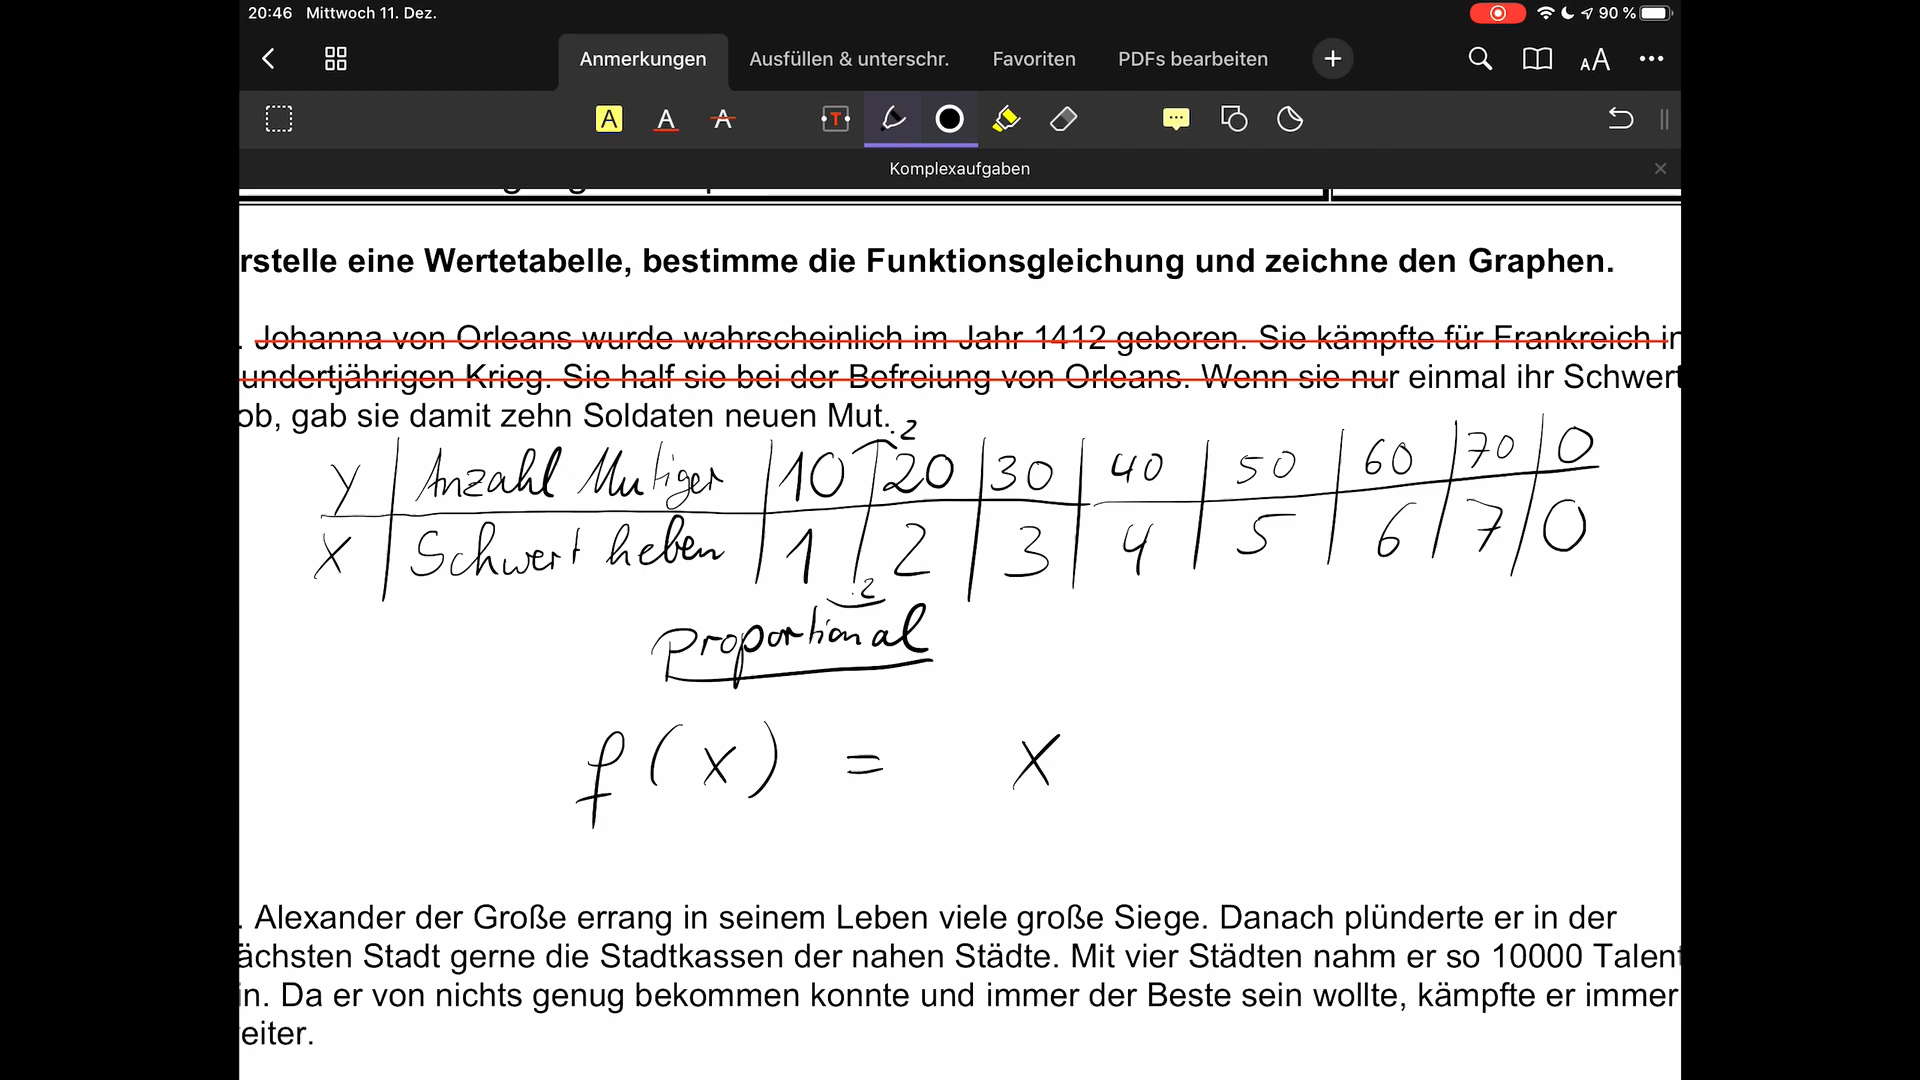 20:46 Mittwoch 11. Dez. 90 %
Anmerkungen Ausfüllen & unterschr. Favoriten PDFs bearbeiten
Komplexaufgaben
rstelle eine Wertetabelle, bestimme die Funktionsgleichung und zeichne den Graphen.
. Johanna von Orleans wurde wahrscheinlich im Jahr 1412 geboren. Sie kämpfte für Frankreich in
undertjährigen Krieg. Sie half sie bei der Befreiung von Orleans. Wenn sie nur einmal ihr Schwert
ob, gab sie damit zehn Soldaten neuen Mut.
·2
y Anzahl Mutiger 10 20 30 40 50 60 70 0
x Schwert heben 1 2 3 4 5 6 7 0
·2
proportional
f(x) = x
. Alexander der Große errang in seinem Leben viele große Siege. Danach plünderte er in der
ächsten Stadt gerne die Stadtkassen der nahen Städte. Mit vier Städten nahm er so 10000 Talent
in. Da er von nichts genug bekommen konnte und immer der Beste sein wollte, kämpfte er immer
eiter.